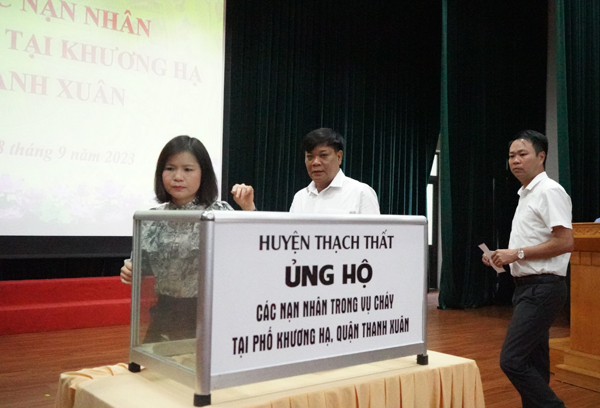 C NẠN NHÂN
TẠI KHƯƠNG HẠ
ANH XUÂN
8 tháng 9 năm 2023
HUYỆN THẠCH THẤT
ỦNG HỘ
CÁC NẠN NHÂN TRONG VỤ CHÁY
TẠI PHỐ KHƯƠNG HẠ, QUẬN THANH XUÂN